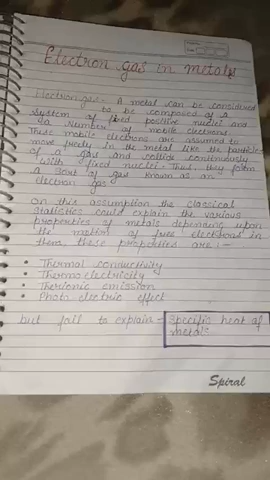 Electron gas in metals
Electron gas - A metal can be considered
to be composed of a
system of fixed positive nuclei and
a number of mobile electrons.
These mobile electrons are assumed to
move freely in the metal like the particles
of a gas and collide continuously
with fixed nuclei. Thus, they form
a sort of gas known as an
electron gas
On this assumption the classical
statistics could explain the various
properties of metals depending upon
the motion of free electrons in
them, these properties are :-
• Thermal conductivity
• Thermo electricity
• Therionic emission
• Photo electric effect
but fail to explain - specific heat of
metals.
Spiral